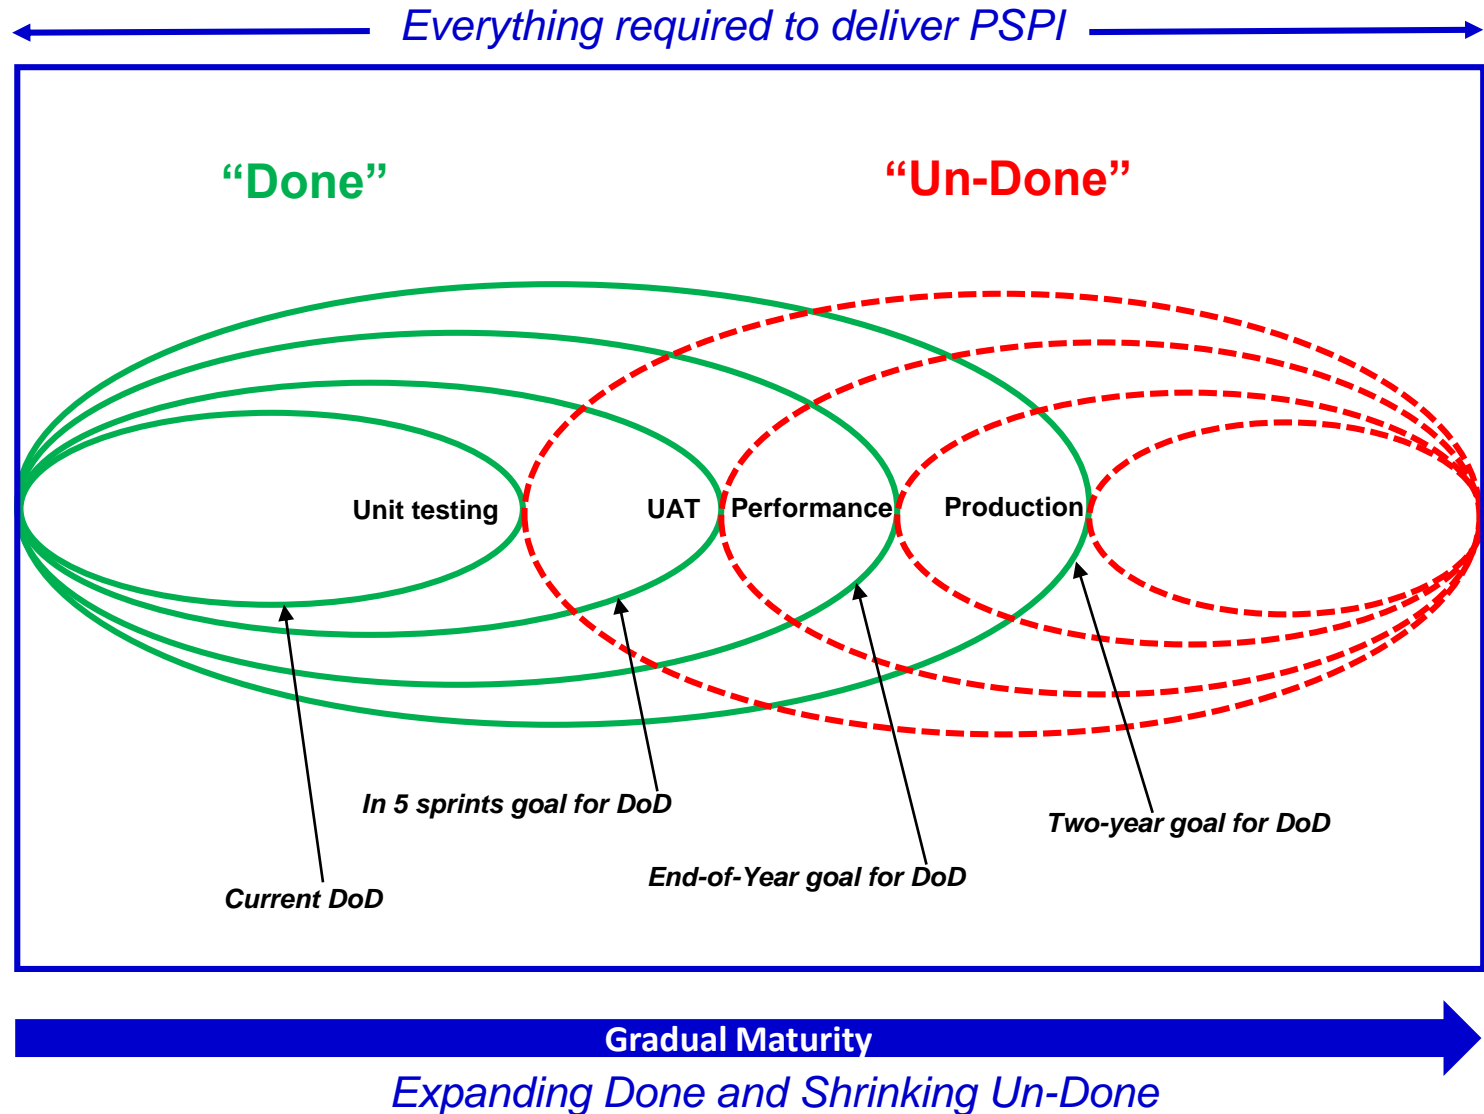 Everything required to deliver PSPI
“Done”
“Un-Done”
Unit testing
UAT
Performance
Production
In 5 sprints goal for DoD
Two-year goal for DoD
End-of-Year goal for DoD
Current DoD
Gradual Maturity
Expanding Done and Shrinking Un-Done